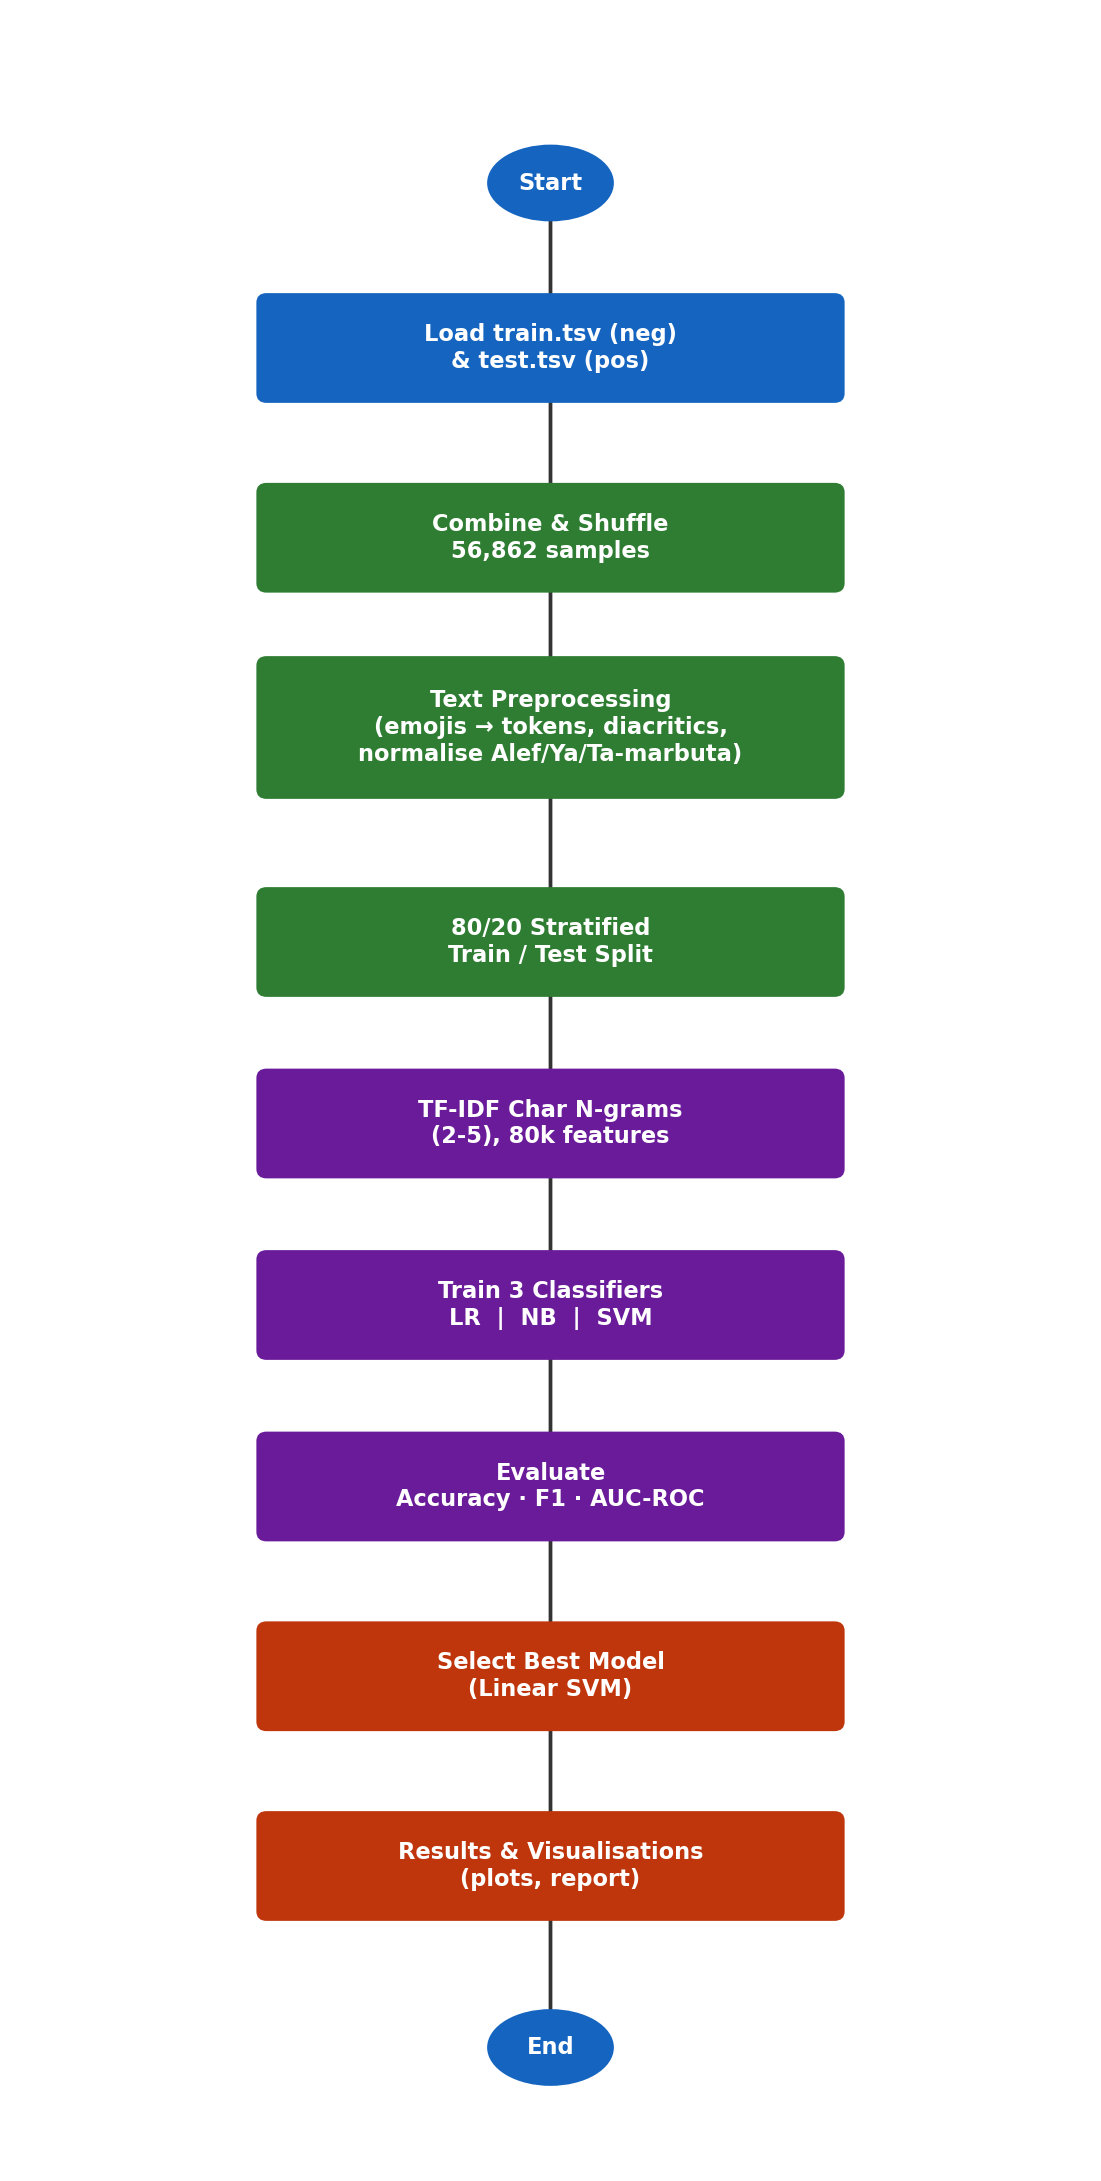 Start
Load train.tsv (neg)
& test.tsv (pos)
Combine & Shuffle
56,862 samples
Text Preprocessing
(emojis → tokens, diacritics,
normalise Alef/Ya/Ta-marbuta)
80/20 Stratified
Train / Test Split
TF-IDF Char N-grams
(2-5), 80k features
Train 3 Classifiers
LR | NB | SVM
Evaluate
Accuracy · F1 · AUC-ROC
Select Best Model
(Linear SVM)
Results & Visualisations
(plots, report)
End